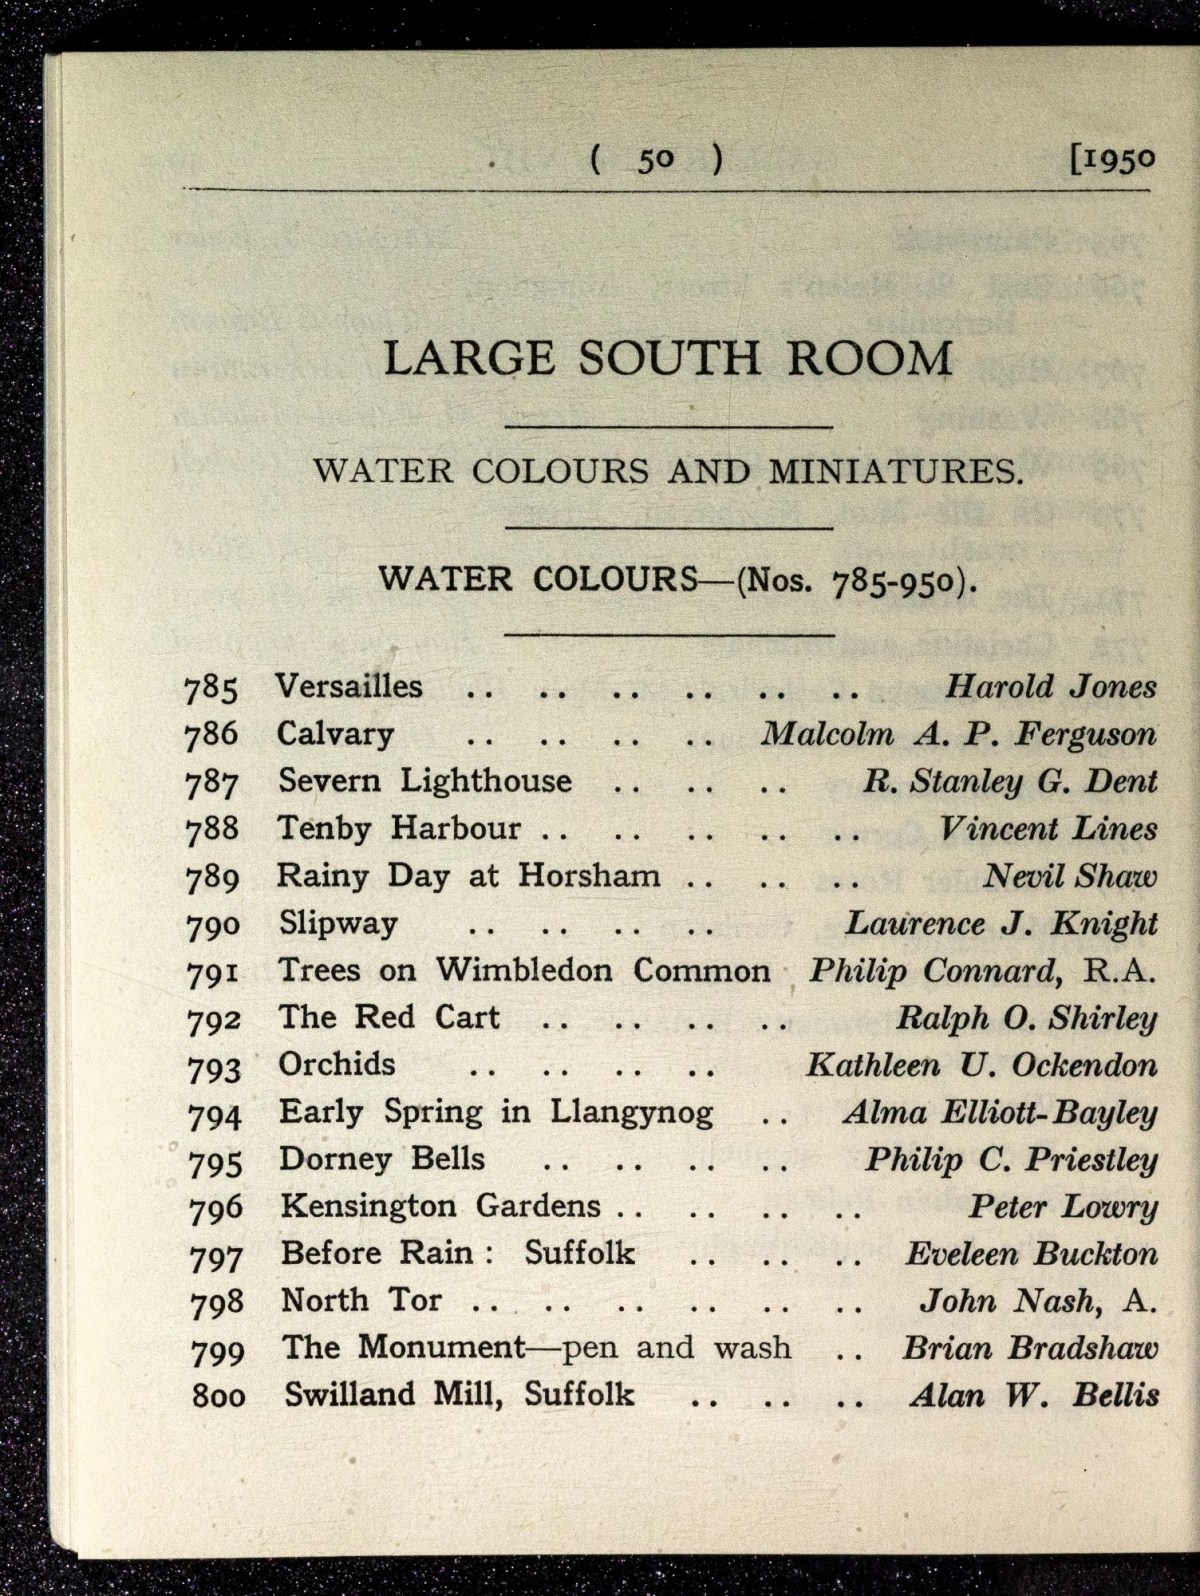 ( 50 ) [1950
LARGE SOUTH ROOM
WATER COLOURS AND MINIATURES.
WATER COLOURS—(Nos. 785-950).
785 Versailles .. .. .. .. .. .. Harold Jones
786 Calvary .. .. .. .. Malcolm A. P. Ferguson
787 Severn Lighthouse .. .. .. R. Stanley G. Dent
788 Tenby Harbour .. .. .. .. .. Vincent Lines
789 Rainy Day at Horsham .. .. .. Nevil Shaw
790 Slipway .. .. .. .. Laurence J. Knight
791 Trees on Wimbledon Common Philip Connard, R.A.
792 The Red Cart .. .. .. .. Ralph O. Shirley
793 Orchids .. .. .. .. Kathleen U. Ockendon
794 Early Spring in Llangynog .. Alma Elliott-Bayley
795 Dorney Bells .. .. .. .. Philip C. Priestley
796 Kensington Gardens .. .. .. .. Peter Lowry
797 Before Rain : Suffolk .. .. .. Eveleen Buckton
798 North Tor .. .. .. .. .. .. John Nash, A.
799 The Monument—pen and wash .. Brian Bradshaw
800 Swilland Mill, Suffolk .. .. .. Alan W. Bellis